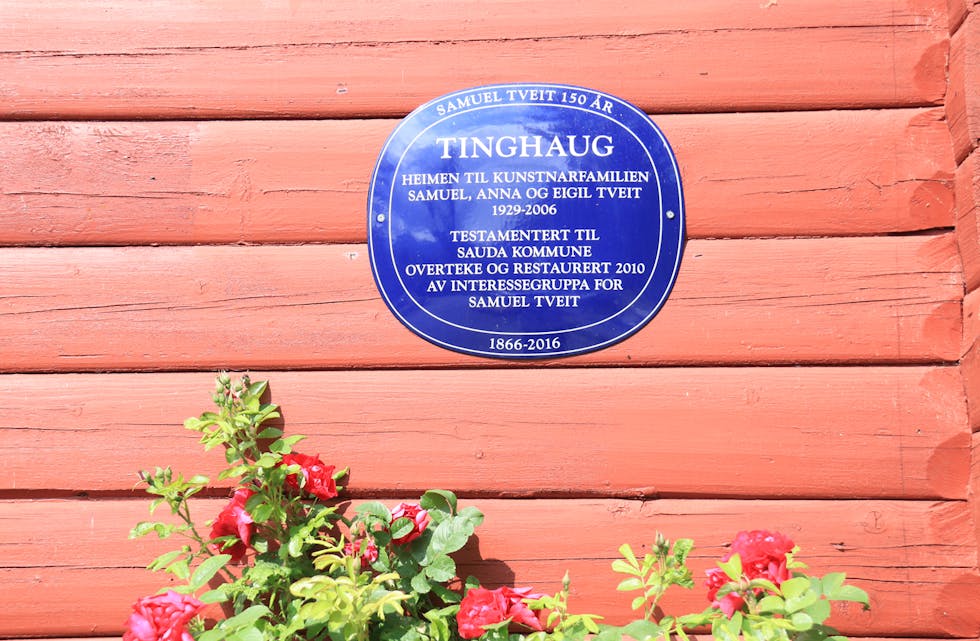 SAMUEL TVEIT 150 ÅR
TINGHAUG
HEIMEN TIL KUNSTNARFAMILIEN
SAMUEL, ANNA OG EIGIL TVEIT
1929-2006
TESTAMENTERT TIL
SAUDA KOMMUNE
OVERTEKE OG RESTAURERT 2010
AV INTERESSEGRUPPA FOR
SAMUEL TVEIT
1866-2016